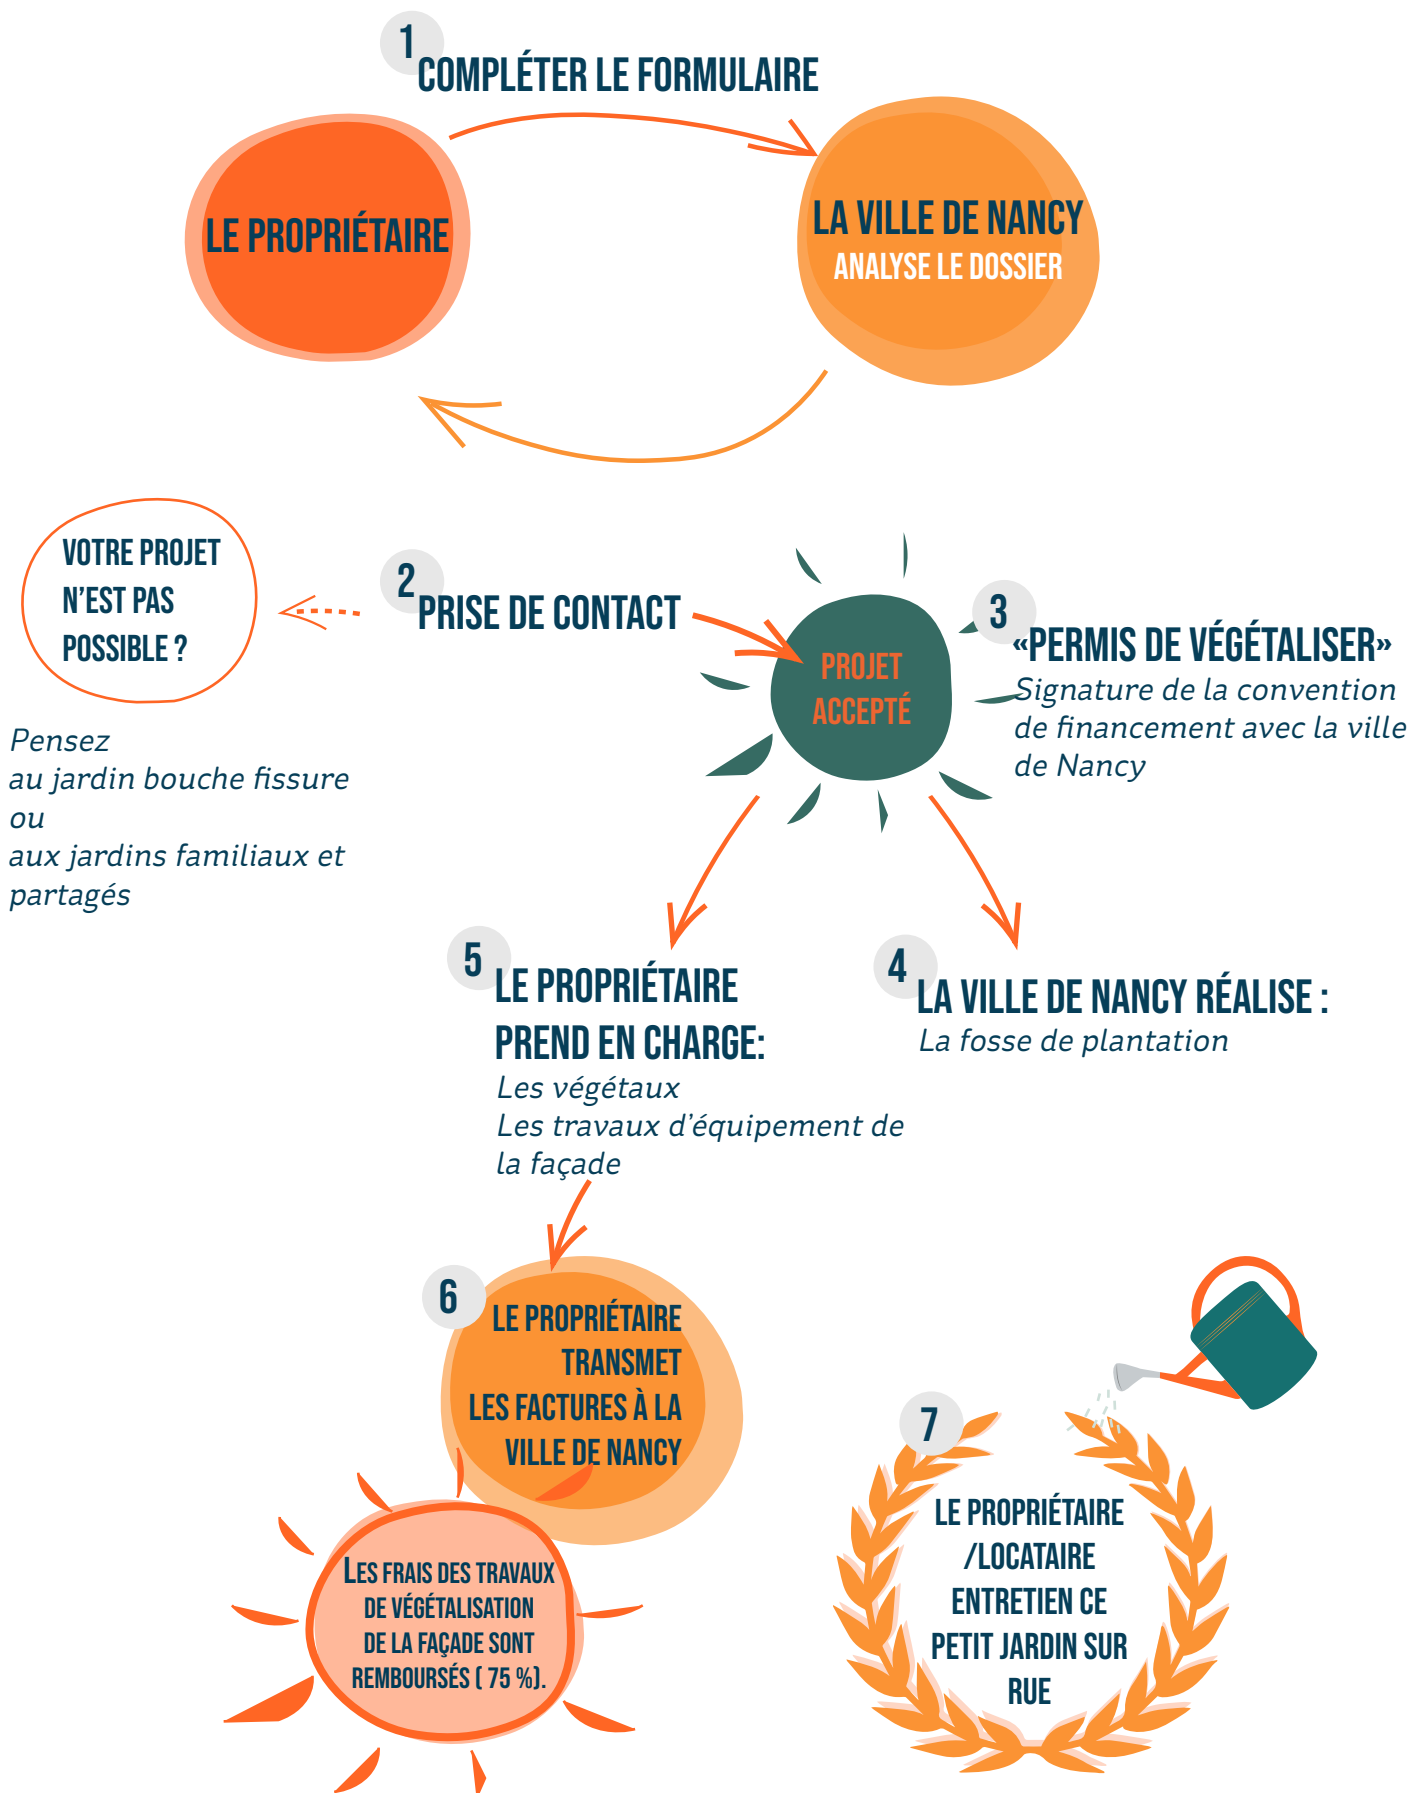 1
COMPLÉTER LE FORMULAIRE
LE PROPRIÉTAIRE
LA VILLE DE NANCY
ANALYSE LE DOSSIER
VOTRE PROJET
N'EST PAS
POSSIBLE ?
Pensez
au jardin bouche fissure
ou
aux jardins familiaux et
partagés
2
PRISE DE CONTACT
PROJET
ACCEPTÉ
3
«PERMIS DE VÉGÉTALISER»
Signature de la convention
de financement avec la ville
de Nancy
5
LE PROPRIÉTAIRE
PREND EN CHARGE:
Les végétaux
Les travaux d'équipement de
la façade
4
LA VILLE DE NANCY RÉALISE :
La fosse de plantation
6
LE PROPRIÉTAIRE
TRANSMET
LES FACTURES À LA
VILLE DE NANCY
LES FRAIS DES TRAVAUX
DE VÉGÉTALISATION
DE LA FAÇADE SONT
REMBOURSÉS ( 75 %).
7
LE PROPRIÉTAIRE
/LOCATAIRE
ENTRETIEN CE
PETIT JARDIN SUR
RUE